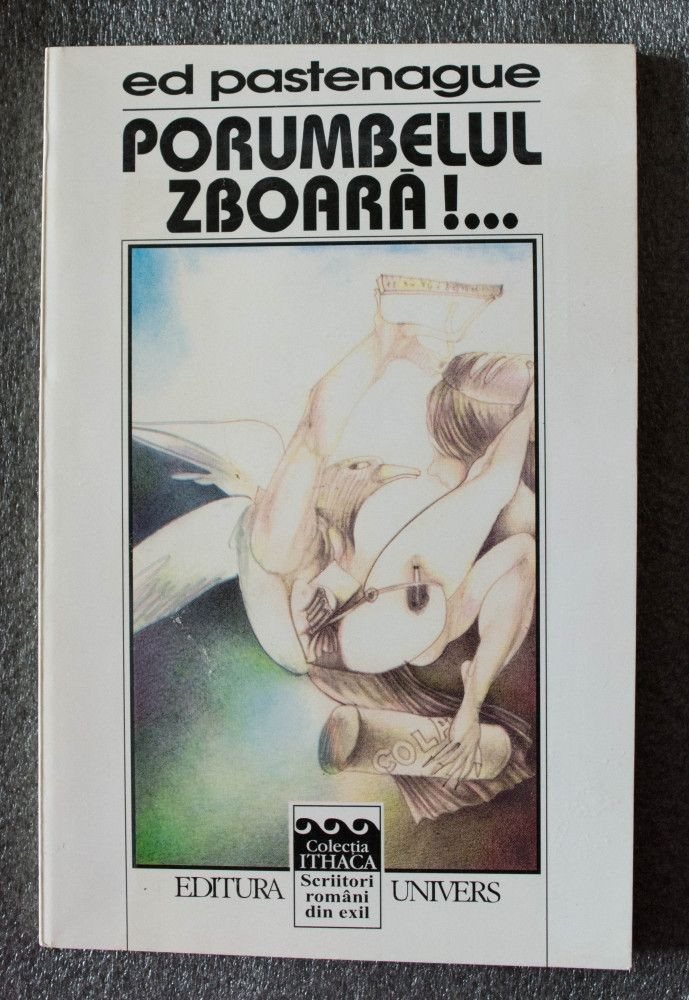 ed pastenague
PORUMBELUL
ZBOARĂ !...
COLA
Colecția
ITHACA
EDITURA
Scriitori
români
din exil
UNIVERS